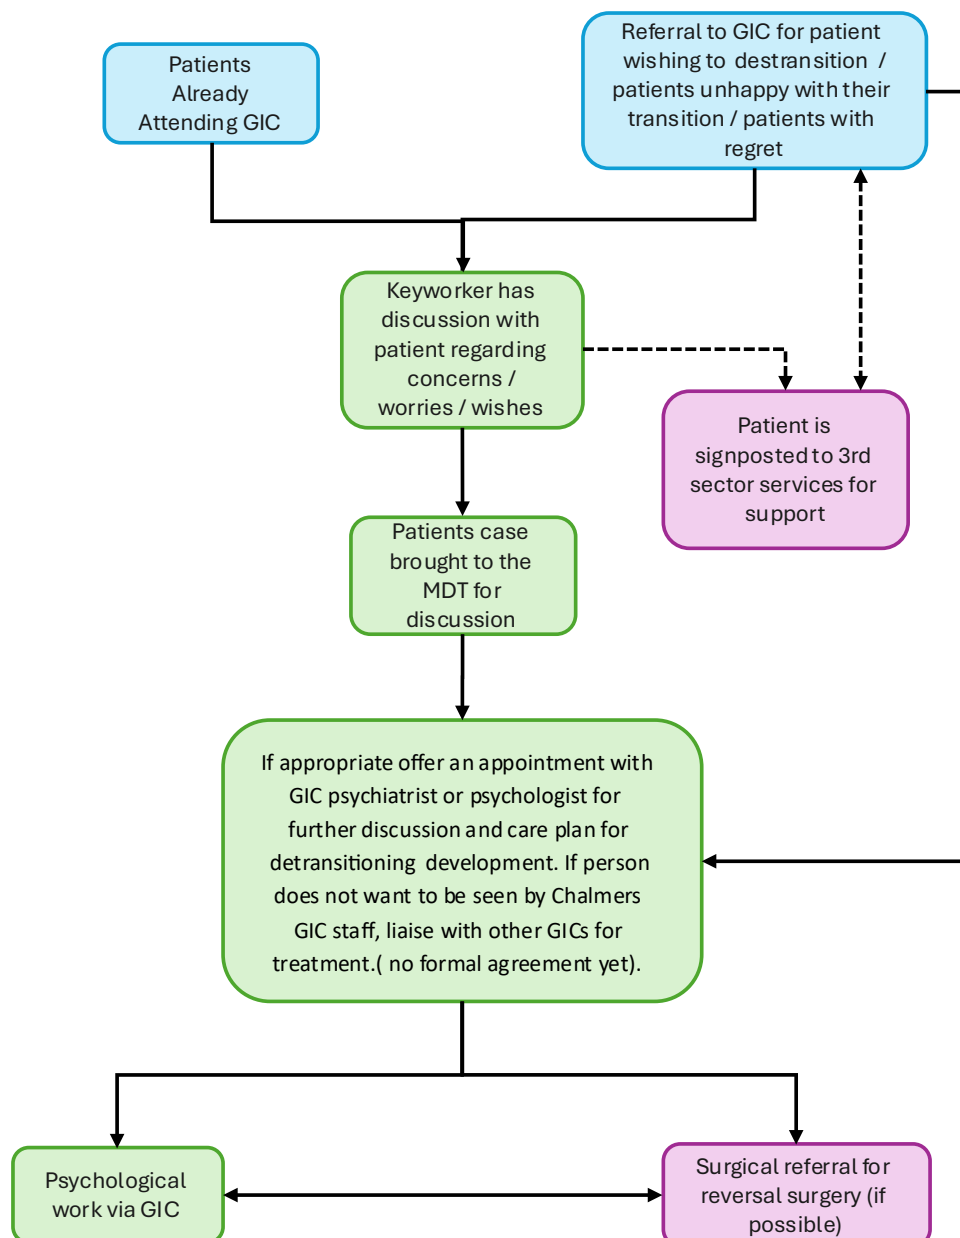 Patients
Already
Attending GIC
Referral to GIC for patient
wishing to destransition /
patients unhappy with their
transition / patients with
regret
Keyworker has
discussion with
patient regarding
concerns /
worries / wishes
Patient is
signposted to 3rd
sector services for
support
Patients case
brought to the
MDT for
discussion
If appropriate offer an appointment with
GIC psychiatrist or psychologist for
further discussion and care plan for
detransitioning development. If person
does not want to be seen by Chalmers
GIC staff, liaise with other GICs for
treatment.( no formal agreement yet).
Psychological
work via GIC
Surgical referral for
reversal surgery (if
possible)